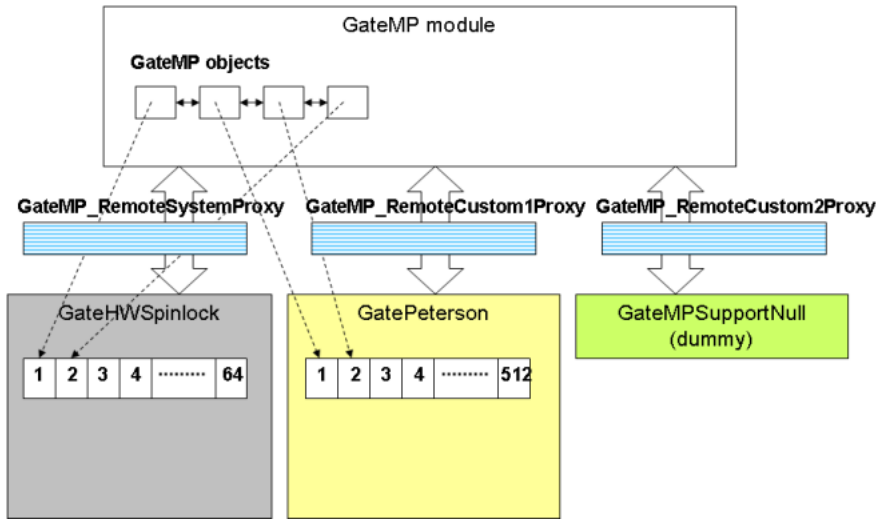 GateMP module
GateMP objects
GateMP_RemoteSystemProxy GateMP_RemoteCustom1Proxy GateMP_RemoteCustom2Proxy
GateHWSpinlock GatePeterson GateMPSupportNull
(dummy)
1 2 3 4 ········· 64 1 2 3 4 ········· 512